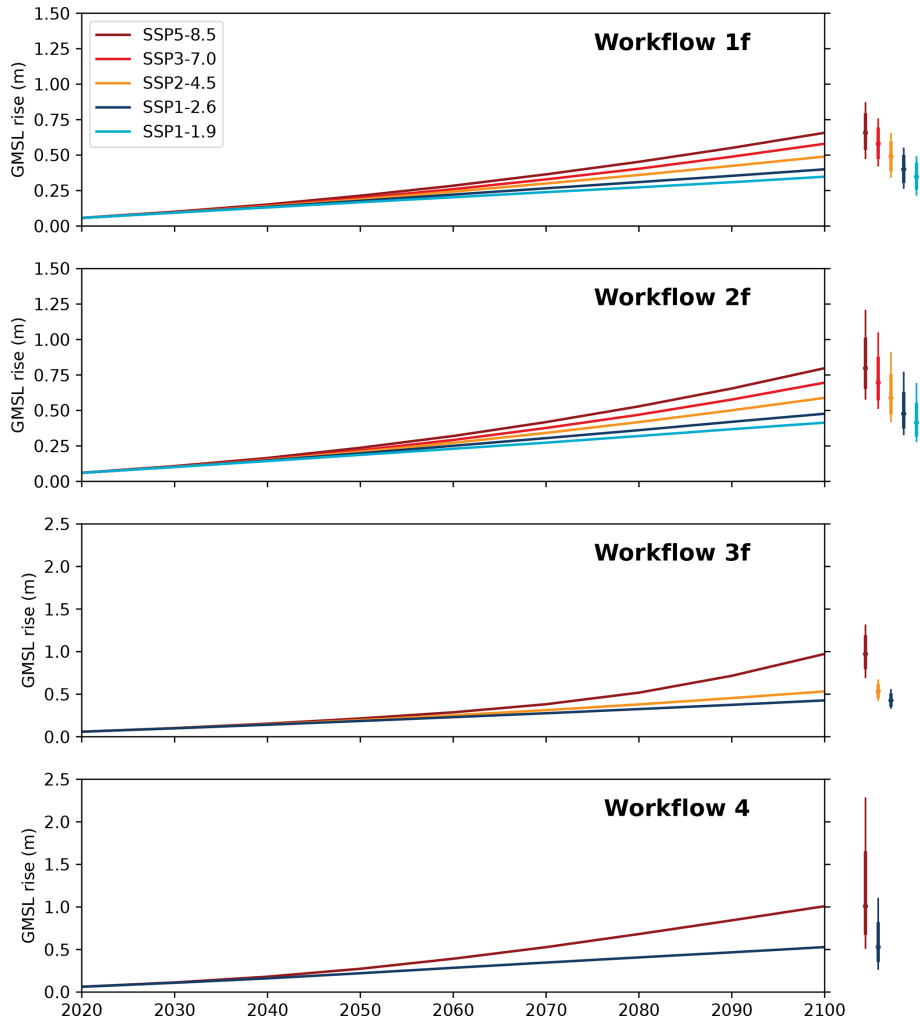 1.50
1.25
1.00
0.75
0.50
0.25
0.00
GMSL rise (m)
SSP5-8.5
SSP3-7.0
SSP2-4.5
SSP1-2.6
SSP1-1.9
Workflow 1f
1.50
1.25
1.00
0.75
0.50
0.25
0.00
GMSL rise (m)
Workflow 2f
2.5
2.0
1.5
1.0
0.5
0.0
GMSL rise (m)
Workflow 3f
2.5
2.0
1.5
1.0
0.5
0.0
GMSL rise (m)
Workflow 4
2020 2030 2040 2050 2060 2070 2080 2090 2100